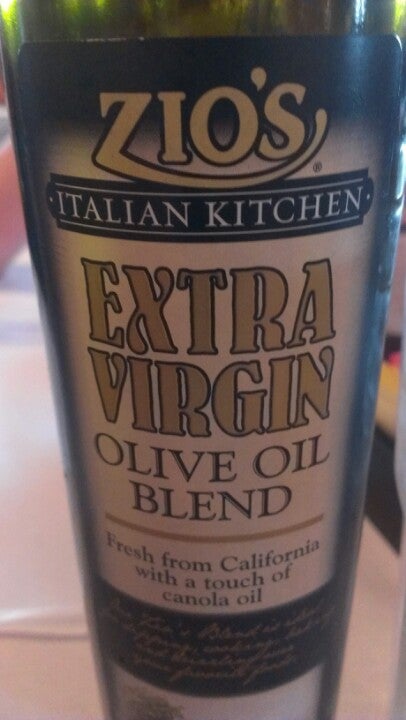 ZIO'S®
ITALIAN KITCHEN
EXTRA
VIRGIN
OLIVE OIL
BLEND
Fresh from California
with a touch of
canola oil